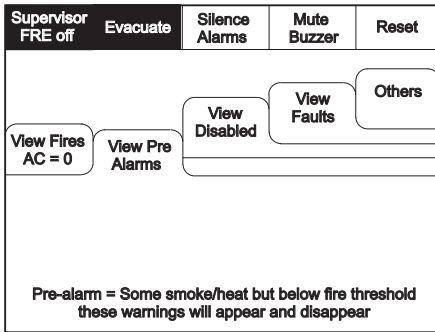 Supervisor
FRE off
Evacuate
Silence
Alarms
Mute
Buzzer
Reset
View Fires
AC = 0
View Pre
Alarms
View
Disabled
View
Faults
Others
Pre-alarm = Some smoke/heat but below fire threshold
these warnings will appear and disappear